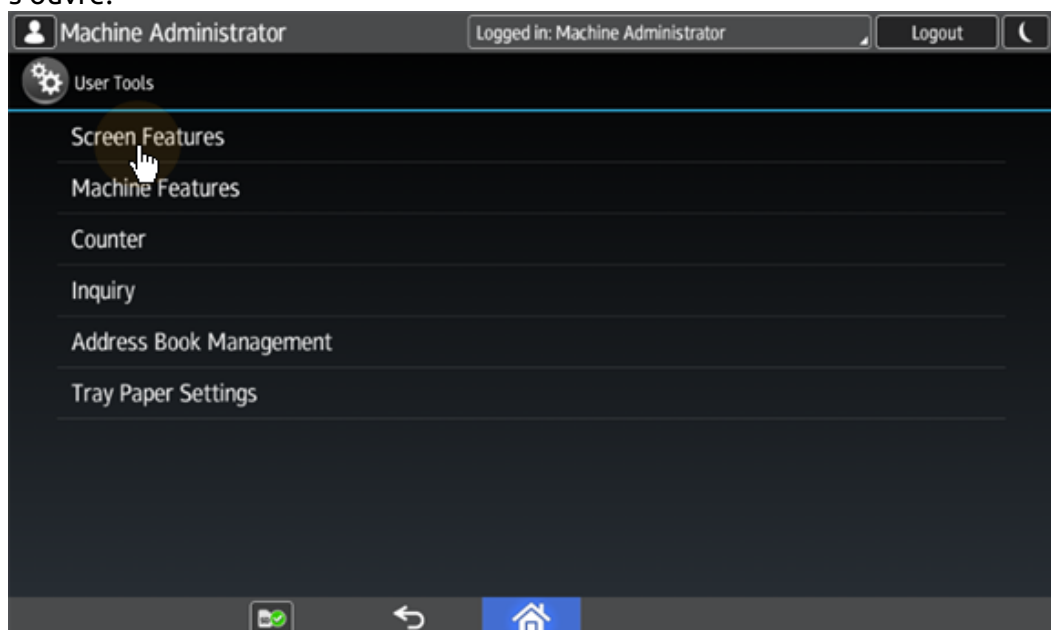 s'ouvre.
Machine Administrator
Logged in: Machine Administrator
Logout
User Tools
Screen Features
Machine Features
Counter
Inquiry
Address Book Management
Tray Paper Settings